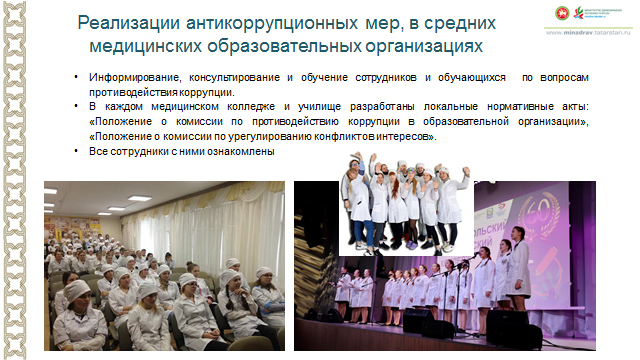 Реализации антикоррупционных мер, в средних
медицинских образовательных организациях
www.minzdrav.tatarstan.ru
• Информирование, консультирование и обучение сотрудников и обучающихся по вопросам
противодействия коррупции.
• В каждом медицинском колледже и училище разработаны локальные нормативные акты:
«Положение о комиссии по противодействию коррупции в образовательной организации»,
«Положение о комиссии по урегулированию конфликтов интересов».
• Все сотрудники с ними ознакомлены
60